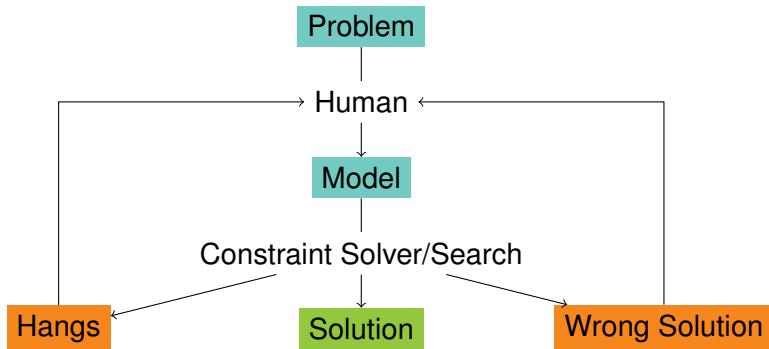 Problem
Human
Model
Constraint Solver/Search
Hangs
Solution
Wrong Solution